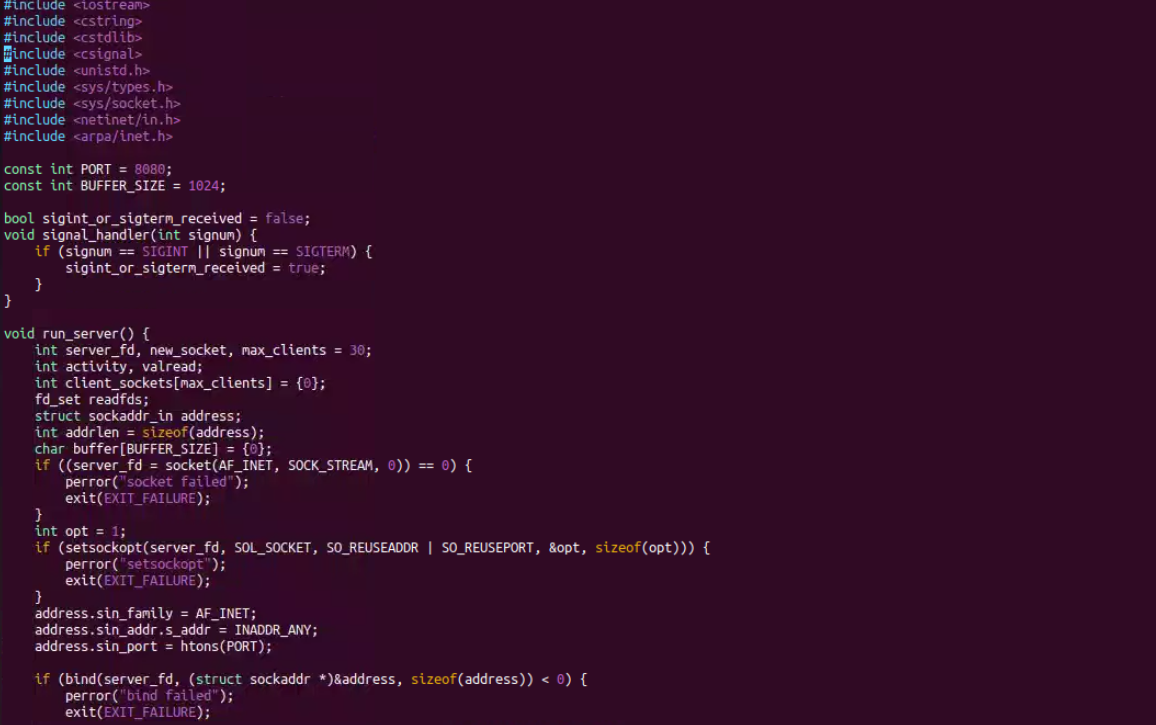 #include <iostream>
#include <cstring>
#include <cstdlib>
#include <csignal>
#include <unistd.h>
#include <sys/types.h>
#include <sys/socket.h>
#include <netinet/in.h>
#include <arpa/inet.h>

const int PORT = 8080;
const int BUFFER_SIZE = 1024;

bool sigint_or_sigterm_received = false;
void signal_handler(int signum) {
    if (signum == SIGINT || signum == SIGTERM) {
        sigint_or_sigterm_received = true;
    }
}

void run_server() {
    int server_fd, new_socket, max_clients = 30;
    int activity, valread;
    int client_sockets[max_clients] = {0};
    fd_set readfds;
    struct sockaddr_in address;
    int addrlen = sizeof(address);
    char buffer[BUFFER_SIZE] = {0};
    if ((server_fd = socket(AF_INET, SOCK_STREAM, 0)) == 0) {
        perror("socket failed");
        exit(EXIT_FAILURE);
    }
    int opt = 1;
    if (setsockopt(server_fd, SOL_SOCKET, SO_REUSEADDR | SO_REUSEPORT, &opt, sizeof(opt))) {
        perror("setsockopt");
        exit(EXIT_FAILURE);
    }
    address.sin_family = AF_INET;
    address.sin_addr.s_addr = INADDR_ANY;
    address.sin_port = htons(PORT);

    if (bind(server_fd, (struct sockaddr *)&address, sizeof(address)) < 0) {
        perror("bind failed");
        exit(EXIT_FAILURE);